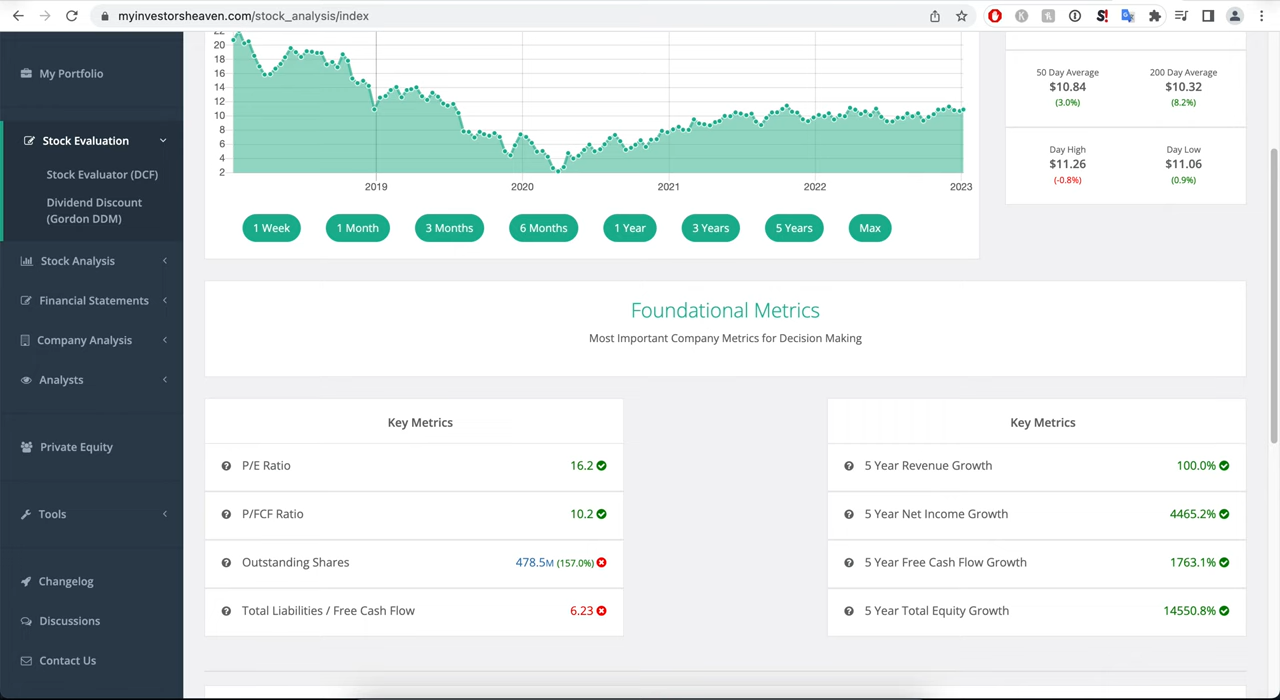 myinvestorsheaven.com/stock_analysis/index
My Portfolio
Stock Evaluation
Stock Evaluator (DCF)
Dividend Discount
(Gordon DDM)
Stock Analysis
Financial Statements
Company Analysis
Analysts
Private Equity
Tools
Changelog
Discussions
Contact Us
22
20
18
16
14
12
10
8
6
4
2
2019
2020
2021
2022
2023
1 Week
1 Month
3 Months
6 Months
1 Year
3 Years
5 Years
Max
50 Day Average
$10.84
(3.0%)
200 Day Average
$10.32
(8.2%)
Day High
$11.26
(-0.8%)
Day Low
$11.06
(0.9%)
Foundational Metrics
Most Important Company Metrics for Decision Making
Key Metrics
P/E Ratio 16.2
P/FCF Ratio 10.2
Outstanding Shares 478.5M (157.0%)
Total Liabilities / Free Cash Flow 6.23
Key Metrics
5 Year Revenue Growth 100.0%
5 Year Net Income Growth 4465.2%
5 Year Free Cash Flow Growth 1763.1%
5 Year Total Equity Growth 14550.8%